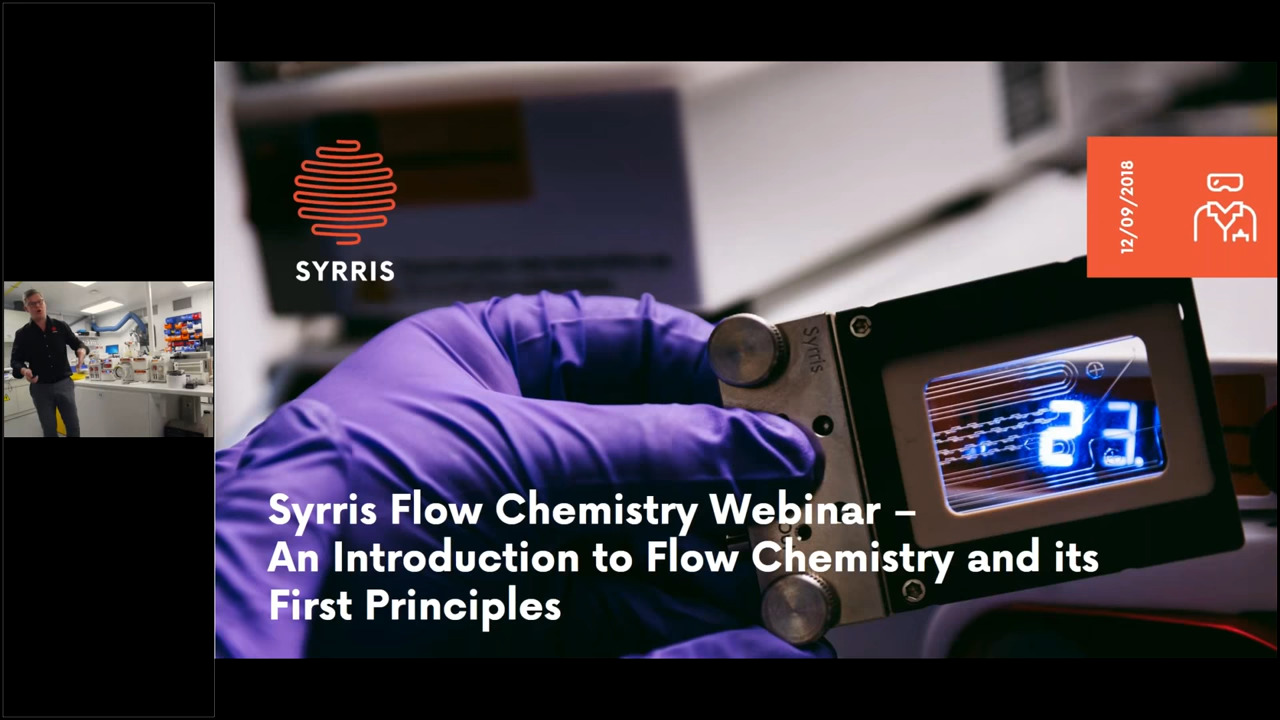 SYRRIS
12/09/2018
Syrris
23.
Syrris Flow Chemistry Webinar –
An Introduction to Flow Chemistry and its
First Principles